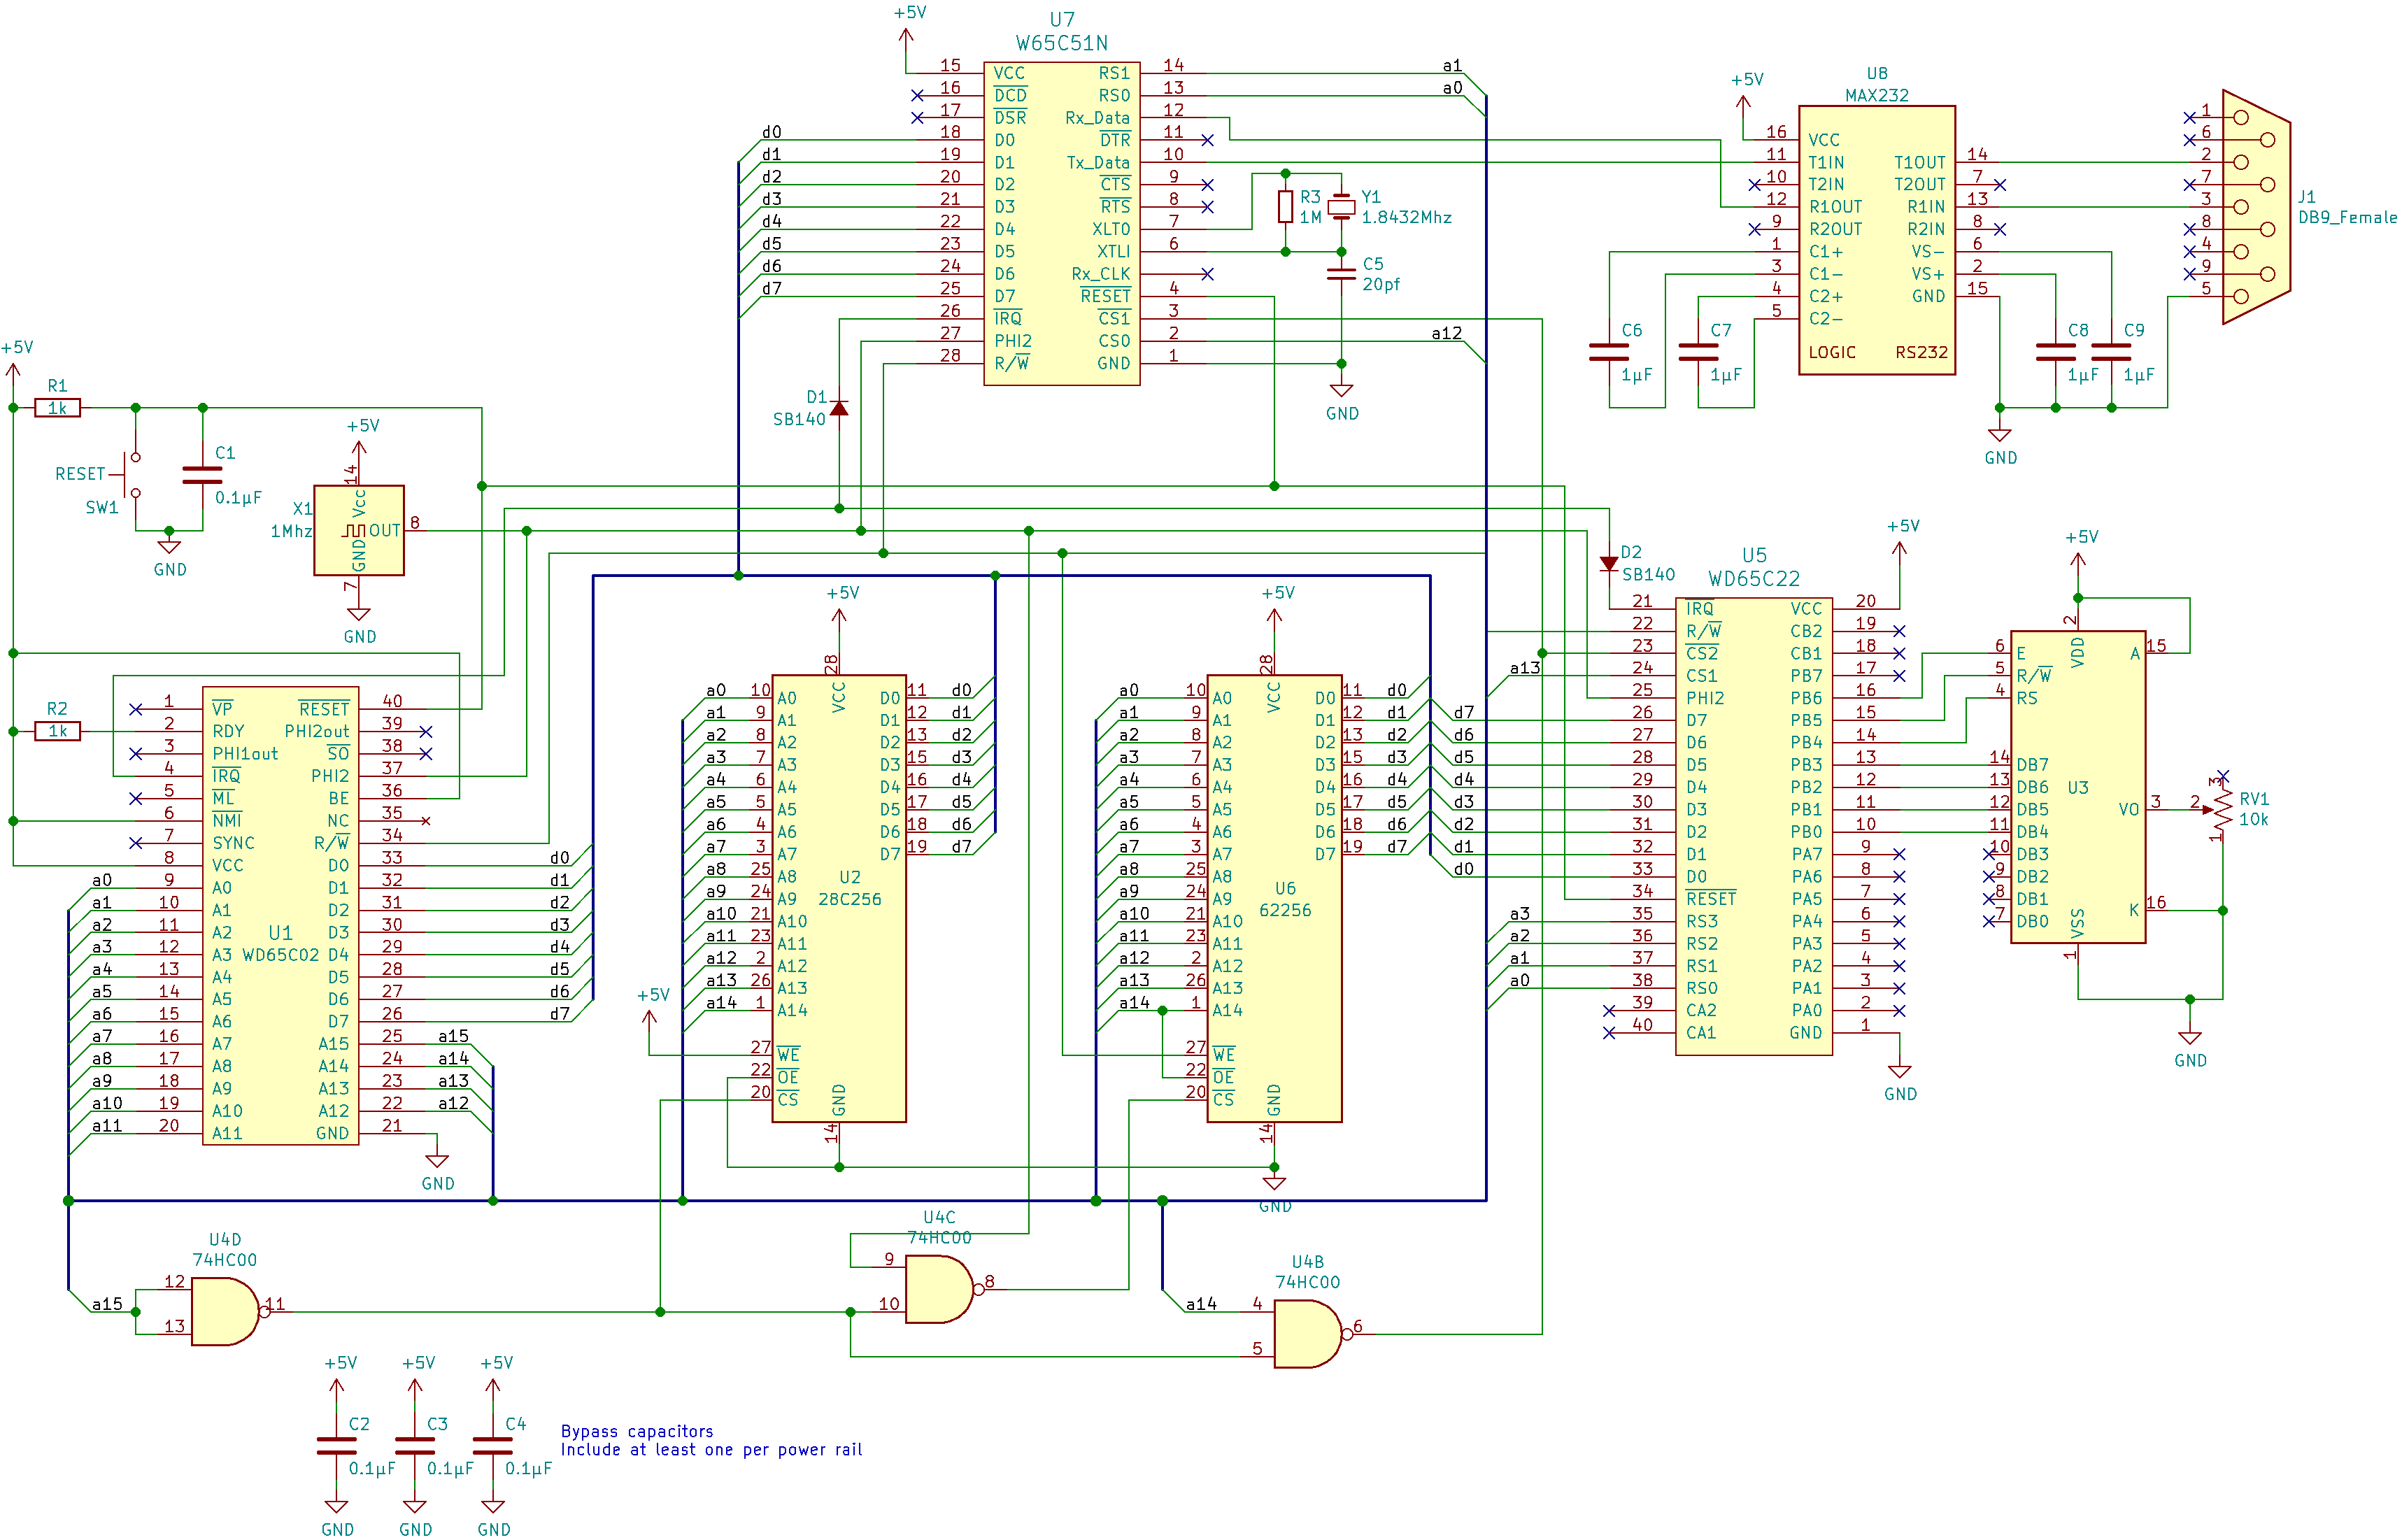 +5V
U7
W65C51N
15 VCC RS1 14 a1
16 DCD RS0 13 a0
17 DSR Rx_Data 12
d0 18 D0 DTR 11
d1 19 D1 Tx_Data 10
d2 20 D2 CTS 9
d3 21 D3 RTS 8
d4 22 D4 XLT0 7
d5 23 D5 XTLI 6
d6 24 D6 Rx_CLK
d7 25 D7 RESET 4
26 IRQ CS1 3
27 PHI2 CS0 2 a12
28 R/W GND 1
R3
1M
Y1
1.8432Mhz
C5
20pf
GND
D1
SB140
+5V
U8
MAX232
16 VCC
11 T1IN T1OUT 14
10 T2IN T2OUT 7
12 R1OUT R1IN 13
9 R2OUT R2IN 8
1 C1+ VS- 6
3 C1- VS+ 2
4 C2+ GND 15
5 C2-
LOGIC RS232
C6
1µF
C7
1µF
C8
1µF
C9
1µF
GND
1
6
2
7
3
8
4
9
5
J1
DB9_Female
+5V
R1
1k
RESET
SW1
C1
0.1µF
GND
+5V
14
X1
1Mhz
Vcc
OUT 8
GND
7
GND
R2
1k
1 VP RESET 40
2 RDY PHI2out 39
3 PHI1out SO 38
4 IRQ PHI2 37
5 ML BE 36
6 NMI NC 35
7 SYNC R/W 34
8 VCC D0 33 d0
a0 9 A0 D1 32 d1
a1 10 A1 D2 31 d2
a2 11 A2 D3 30 d3
a3 12 A3 D4 29 d4
a4 13 A4 D5 28 d5
a5 14 A5 D6 27 d6
a6 15 A6 D7 26 d7
a7 16 A7 A15 25 a15
a8 17 A8 A14 24 a14
a9 18 A9 A13 23 a13
a10 19 A10 A12 22 a12
a11 20 A11 GND 21
U1
WD65C02
GND
+5V
28
VCC
a0 10 A0 D0 11 d0
a1 9 A1 D1 12 d1
a2 8 A2 D2 13 d2
a3 7 A3 D3 15 d3
a4 6 A4 D4 16 d4
a5 5 A5 D5 17 d5
a6 4 A6 D6 18 d6
a7 3 A7 D7 19 d7
a8 25 A8
a9 24 A9
a10 21 A10
a11 23 A11
a12 2 A12
a13 26 A13
a14 1 A14
U2
28C256
+5V
27 WE
22 OE
20 CS
GND
14
+5V
28
VCC
a0 10 A0 D0 11 d0
a1 9 A1 D1 12 d1
a2 8 A2 D2 13 d2
a3 7 A3 D3 15 d3
a4 6 A4 D4 16 d4
a5 5 A5 D5 17 d5
a6 4 A6 D6 18 d6
a7 3 A7 D7 19 d7
a8 25 A8
a9 24 A9
a10 21 A10
a11 23 A11
a12 2 A12
a13 26 A13
a14 1 A14
U6
62256
27 WE
22 OE
20 CS
GND
14
GND
D2
SB140
+5V
U5
WD65C22
21 IRQ VCC 20
22 R/W CB2 19
23 CS2 CB1 18
a13 24 CS1 PB7 17
25 PHI2 PB6 16
d7 26 D7 PB5 15
d6 27 D6 PB4 14
d5 28 D5 PB3 13
d4 29 D4 PB2 12
d3 30 D3 PB1 11
d2 31 D2 PB0 10
d1 32 D1 PA7 9
d0 33 D0 PA6 8
34 RESET PA5 7
a3 35 RS3 PA4 6
a2 36 RS2 PA3 5
a1 37 RS1 PA2 4
a0 38 RS0 PA1 3
39 CA2 PA0 2
40 CA1 GND 1
GND
+5V
2
VDD
6 E A 15
5 R/W
4 RS
14 DB7
13 DB6
12 DB5
11 DB4
10 DB3
9 DB2
8 DB1
7 DB0
U3
VO 3
K 16
VSS
1
3
2
1
RV1
10k
GND
U4D
74HC00
a15
12
13
11
U4C
74HC00
9
10
8
U4B
74HC00
a14 4
5
6
+5V
C2
0.1µF
GND
+5V
C3
0.1µF
GND
+5V
C4
0.1µF
GND
Bypass capacitors
Include at least one per power rail